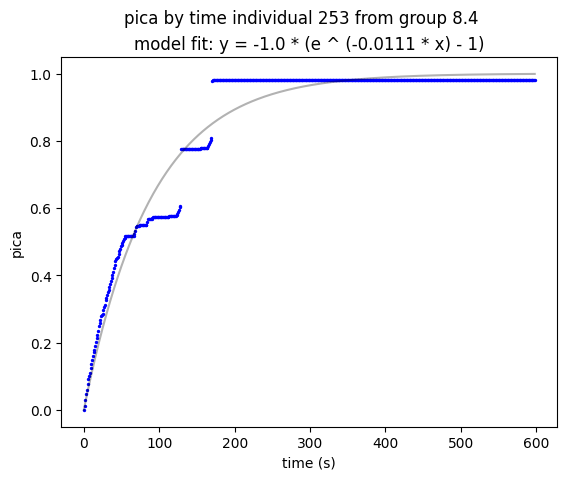 pica by time individual 253 from group 8.4
model fit: y = -1.0 * (e ^ (-0.0111 * x) - 1)
1.0
0.8
0.6
0.4
0.2
0.0
pica
0 100 200 300 400 500 600
time (s)